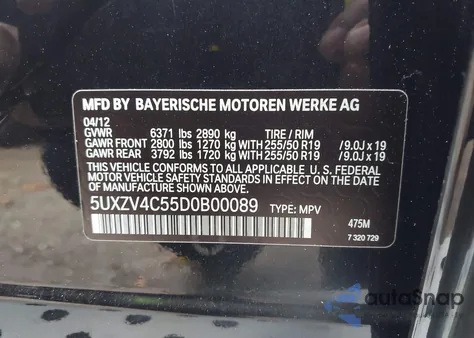 MFD BY BAYERISCHE MOTOREN WERKE AG
04/12
GVWR 6371 lbs 2890 kg TIRE / RIM
GAWR FRONT 2800 lbs 1270 kg WITH 255/50 R19 /9.0J x 19
GAWR REAR 3792 lbs 1720 kg WITH 255/50 R19 /9.0J x 19
THIS VEHICLE CONFORMS TO ALL APPLICABLE U. S. FEDERAL
MOTOR VEHICLE SAFETY STANDARDS IN EFFECT ON THE DATE
OF MANUFACTURE SHOWN ABOVE.
5UXZV4C55D0B00089 TYPE: MPV
475M
7 320 729
autoSnap